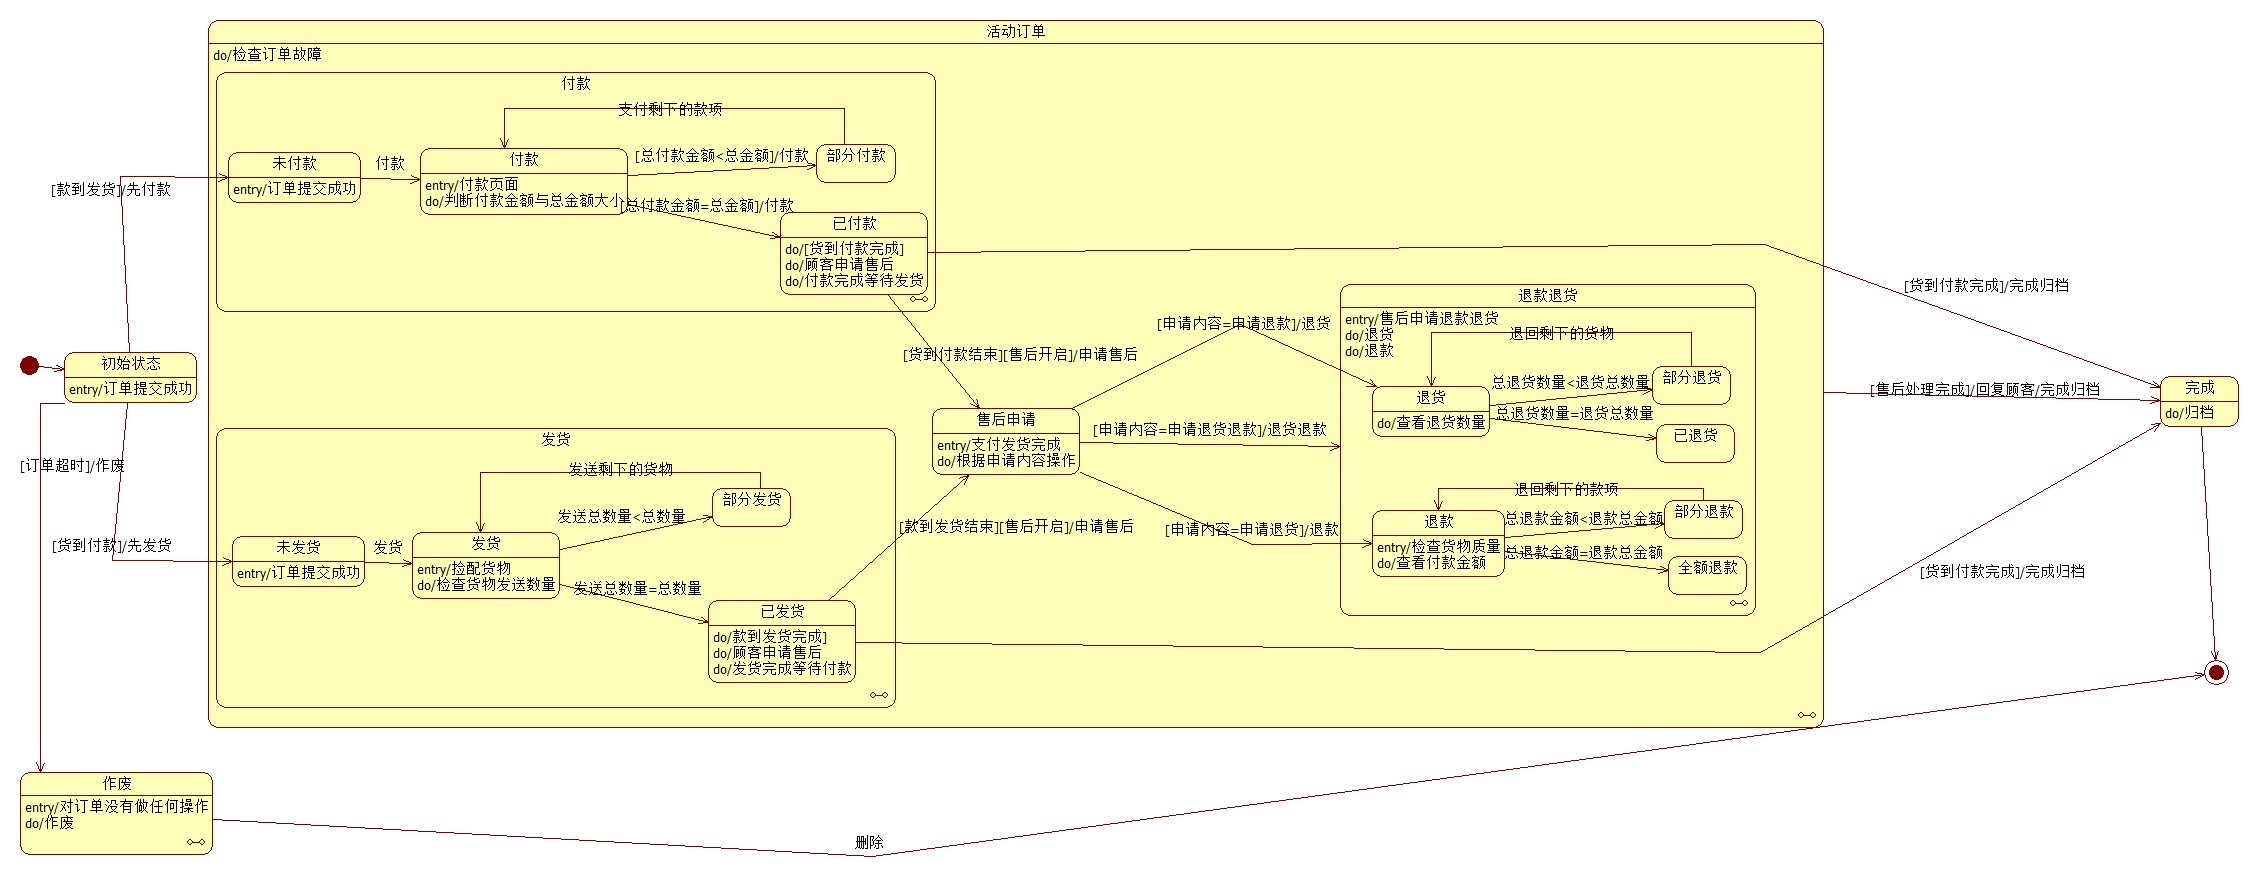 活动订单
do/检查订单故障
付款
支付剩下的款项
未付款
entry/订单提交成功
付款
付款
entry/付款页面
do/判断付款金额与总金额大小
[总付款金额<总金额]/付款
部分付款
[总付款金额=总金额]/付款
已付款
do/[货到付款完成]
do/顾客申请售后
do/付款完成等待发货
[款到发货]/先付款
初始状态
entry/订单提交成功
[货到付款完成]/完成归档
[货到付款结束][售后开启]/申请售后
[申请内容=申请退款]/退货
退款退货
entry/售后申请退款退货
do/退货
do/退款
退回剩下的货物
总退货数量<退货总数量
部分退货
退货
do/查看退货数量
总退货数量=退货总数量
已退货
[售后处理完成]/回复顾客/完成归档
完成
do/归档
售后申请
entry/支付发货完成
do/根据申请内容操作
[申请内容=申请退货退款]/退货退款
[申请内容=申请退货]/退款
退回剩下的款项
总退款金额<退款总金额
部分退款
退款
entry/检查货物质量
do/查看付款金额
总退款金额=退款总金额
全额退款
[订单超时]/作废
[货到付款]/先发货
发货
发送剩下的货物
发送总数量<总数量
部分发货
未发货
entry/订单提交成功
发货
发货
entry/捡配货物
do/检查货物发送数量
发送总数量=总数量
已发货
do/款到发货完成]
do/顾客申请售后
do/发货完成等待付款
[款到发货结束][售后开启]/申请售后
[货到付款完成]/完成归档
作废
entry/对订单没有做任何操作
do/作废
删除